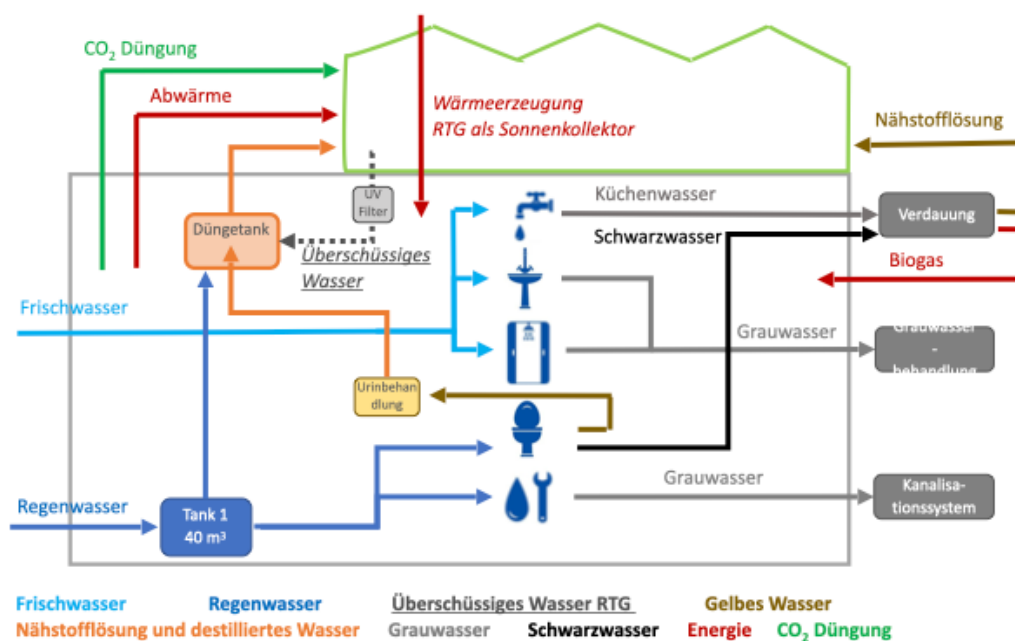 CO₂ Düngung
Abwärme
Wärmeerzeugung
RTG als Sonnenkollektor
Nähstofflösung
UV
Filter
Küchenwasser
Verdauung
Düngetank
Schwarzwasser
Überschüssiges
Wasser
Biogas
Frischwasser
Grauwasser
Grauwasser
-
behandlung
Urinbehan
dlung
Grauwasser
Regenwasser
Tank 1
40 m³
Kanalisa-
tionssystem
Frischwasser Regenwasser Überschüssiges Wasser RTG Gelbes Wasser
Nähstofflösung und destilliertes Wasser Grauwasser Schwarzwasser Energie CO₂ Düngung